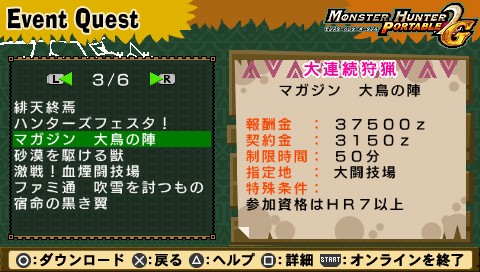 Event Quest
MONSTER HUNTER
PORTABLE 2nd G
L 3/6 R
緋天終焉
ハンターズフェスタ!
マガジン 大鳥の陣
砂漠を駆ける獣
激戦!血煙闘技場
ファミ通 吹雪を討つもの
宿命の黒き翼
大連続狩猟
マガジン 大鳥の陣
報酬金 : 37500z
契約金 : 3150z
制限時間: 50分
指定地 : 大闘技場
特殊条件:
参加資格はHR7以上
○:ダウンロード ×:戻る △:ヘルプ □:詳細 START:オンラインを終了